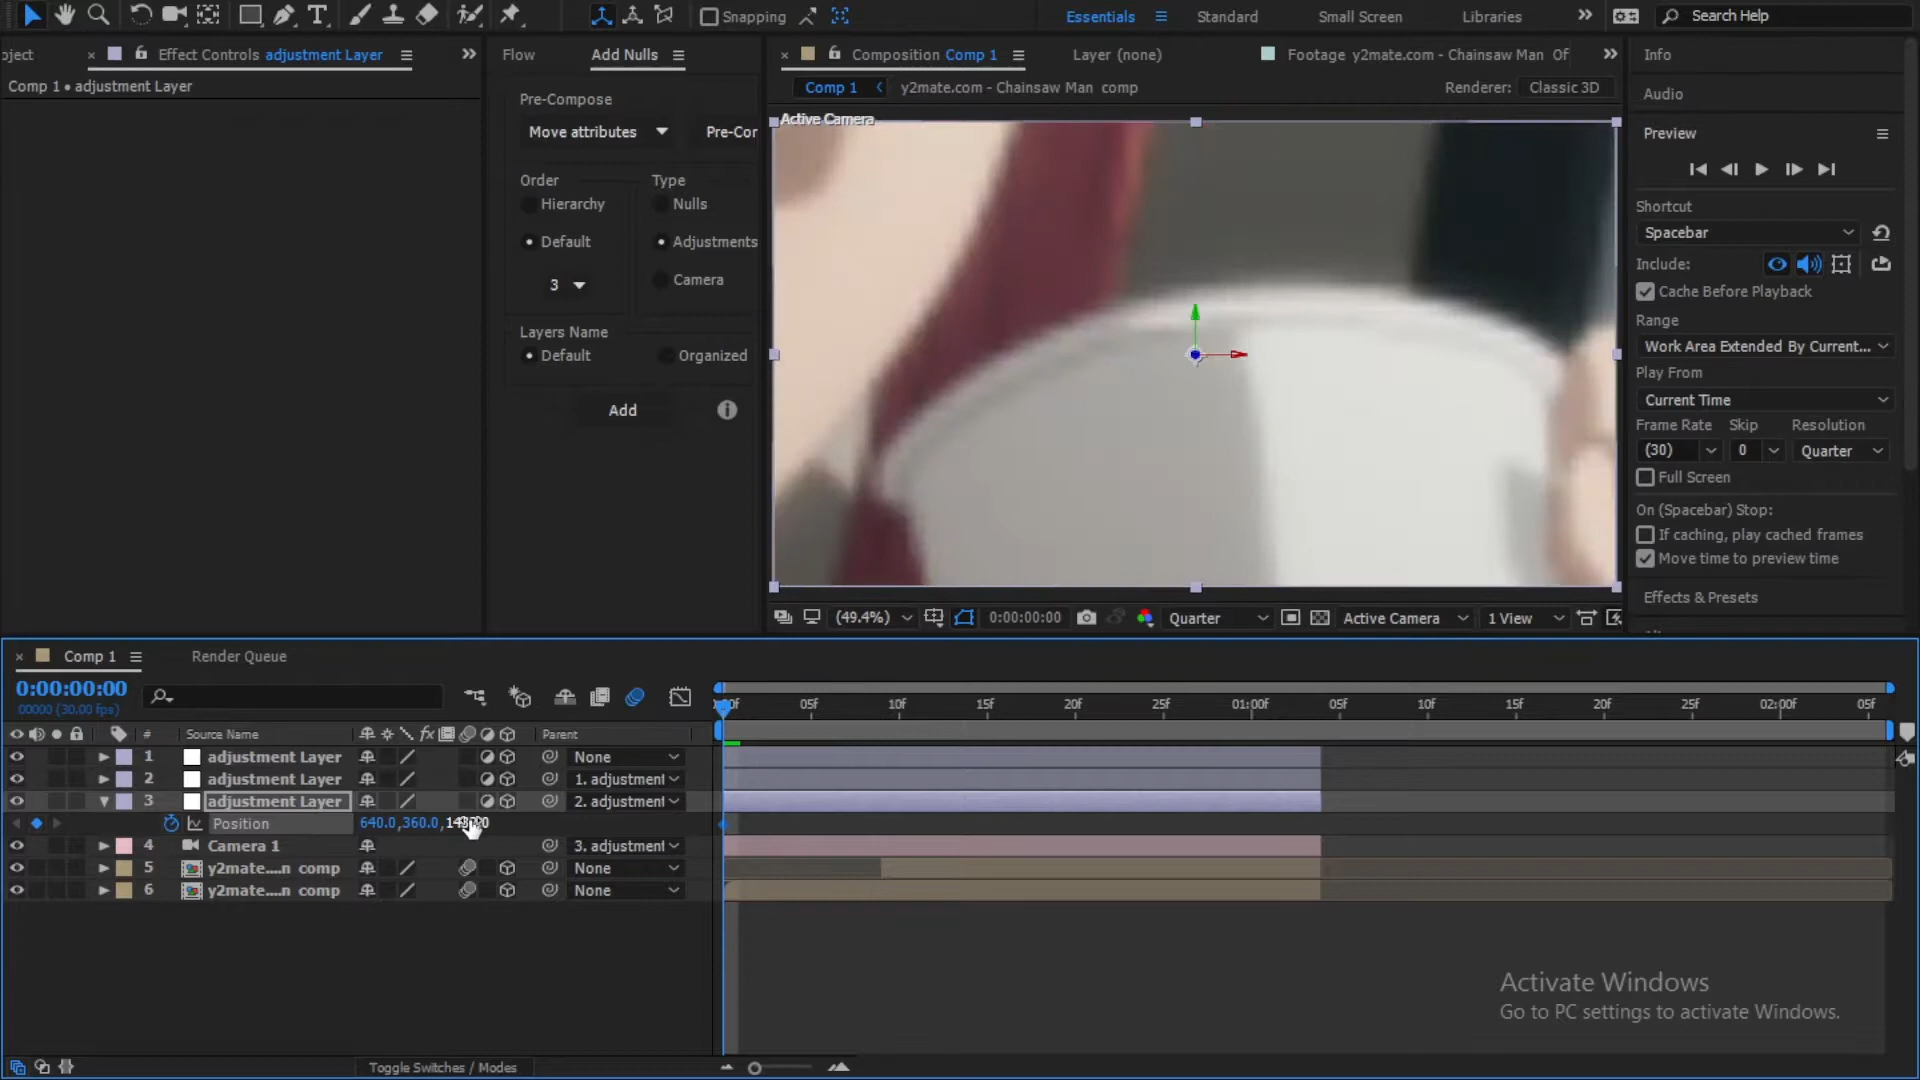 Snapping
Essentials
Standard
Small Screen
Libraries
Search Help
oject
Effect Controls adjustment Layer
Flow
Add Nulls
Composition Comp 1
Layer (none)
Footage y2mate.com - Chainsaw Man Of
Info
Comp 1 • adjustment Layer
Comp 1
y2mate.com - Chainsaw Man comp
Renderer:
Classic 3D
Pre-Compose
Move attributes
Pre-Cor
Active Camera
Audio
Preview
Order
Type
Hierarchy
Nulls
Default
Adjustments
3
Camera
Layers Name
Default
Organized
Add
Shortcut
Spacebar
Include:
Cache Before Playback
Range
Work Area Extended By Current...
Play From
Current Time
Frame Rate Skip Resolution
(30) 0 Quarter
Full Screen
On (Spacebar) Stop:
If caching, play cached frames
Move time to preview time
Effects & Presets
(49.4%)
0:00:00:00
Quarter
Active Camera
1 View
Comp 1
Render Queue
0:00:00:00
00000 (30.00 fps)
05f 10f 15f 20f 25f 01:00f 05f 10f 15f 20f 25f 02:00f 05f
# Source Name fx Parent
1 adjustment Layer None
2 adjustment Layer 1. adjustment
3 adjustment Layer 2. adjustment
Position 640.0,360.0,
4 Camera 1 3. adjustment
5 y2mate....n comp None
6 y2mate....n comp None
Activate Windows
Go to PC settings to activate Windows.
Toggle Switches / Modes